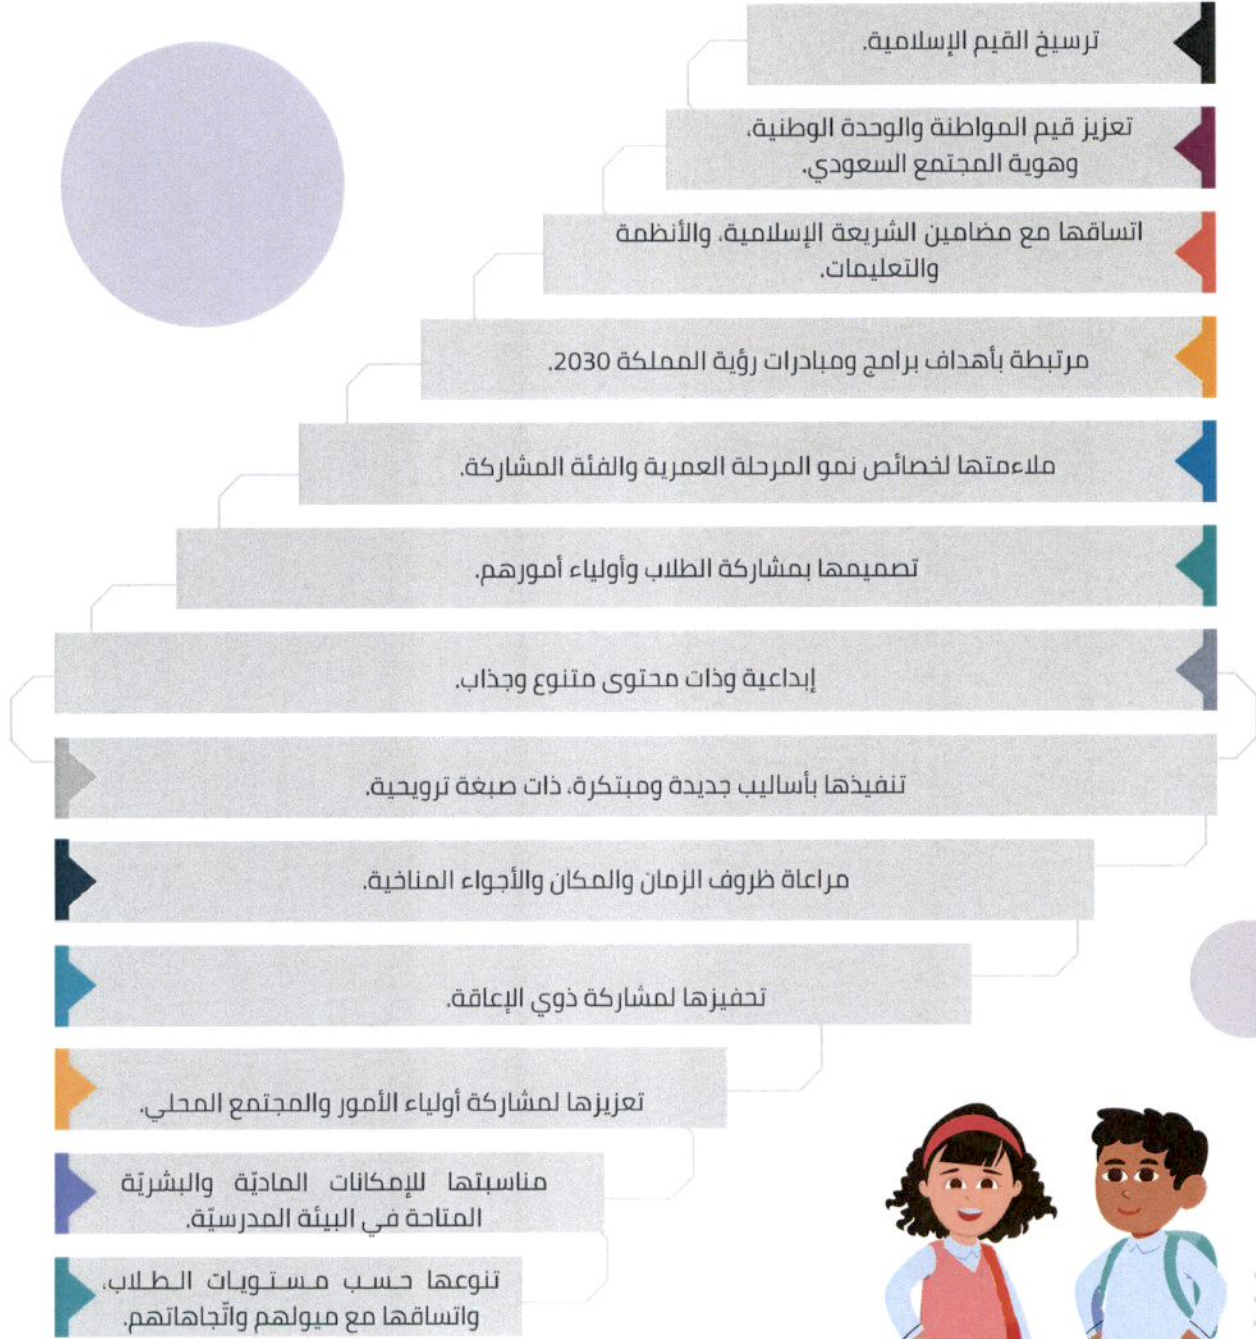 ترسيخ القيم الإسلامية.
تعزيز قيم المواطنة والوحدة الوطنية،
وهوية المجتمع السعودي.
اتساقها مع مضامين الشريعة الإسلامية، والأنظمة
والتعليمات.
مرتبطة بأهداف برامج ومبادرات رؤية المملكة 2030.
ملاءمتها لخصائص نمو المرحلة العمرية والفئة المشاركة.
تصميمها بمشاركة الطلاب وأولياء أمورهم.
إبداعية وذات محتوى متنوع وجذاب.
تنفيذها بأساليب جديدة ومبتكرة، ذات صبغة ترويحية.
مراعاة ظروف الزمان والمكان والأجواء المناخية.
تحفيزها لمشاركة ذوي الإعاقة.
تعزيزها لمشاركة أولياء الأمور والمجتمع المحلي.
مناسبتها للإمكانات الماديّة والبشريّة
المتاحة في البيئة المدرسيّة.
تنوعها حسب مستويات الطلاب،
واتساقها مع ميولهم واتّجاهاتهم.